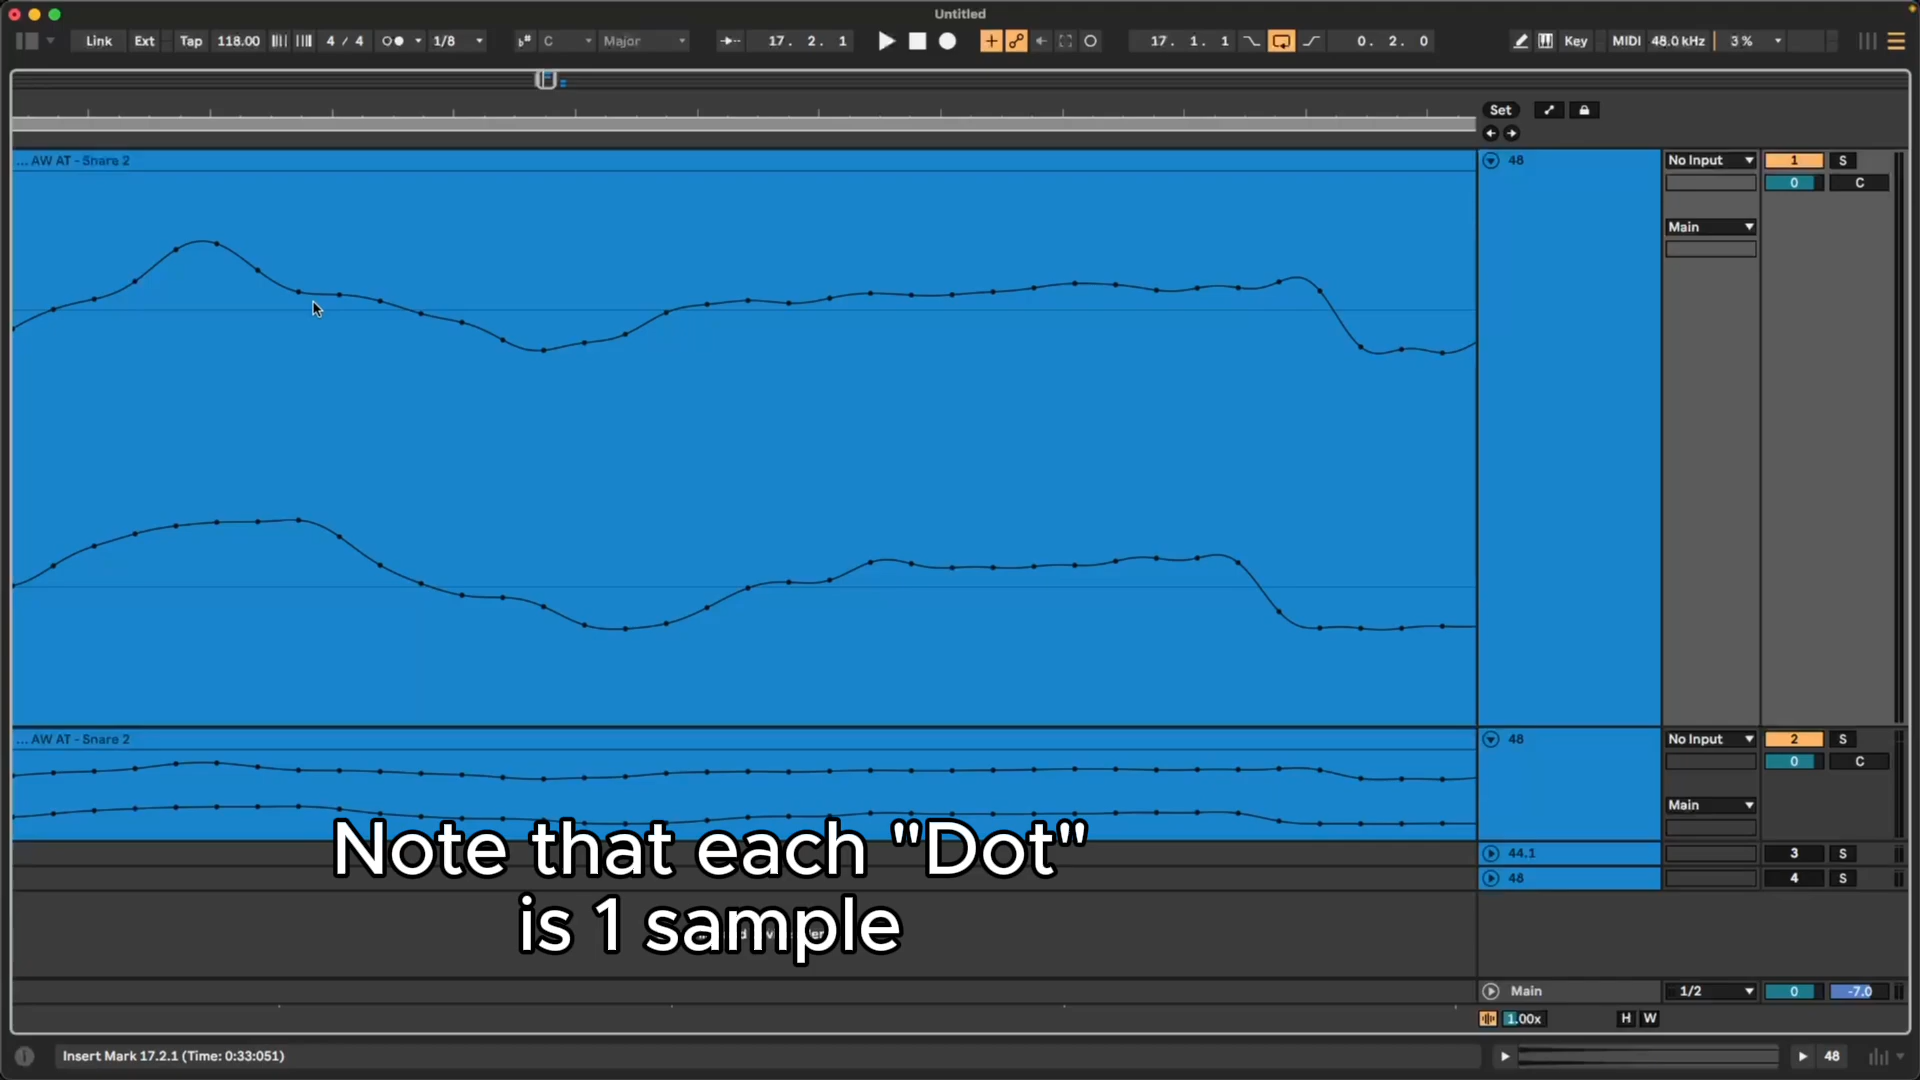 Untitled
Link Ext Tap 118.00 4 / 4 1/8 C Major 17. 2. 1 17. 1. 1 0. 2. 0 Key MIDI 48.0 kHz 3 %
Set
... AW AT - Snare 2
48 No Input 1 S
0 C
Main
... AW AT - Snare 2
48 No Input 2 S
0 C
Main
44.1 3 S
48 4 S
Note that each "Dot"
is 1 sample
Main 1/2 0 -7.0
1.00x H W
Insert Mark 17.2.1 (Time: 0:33:051)
48